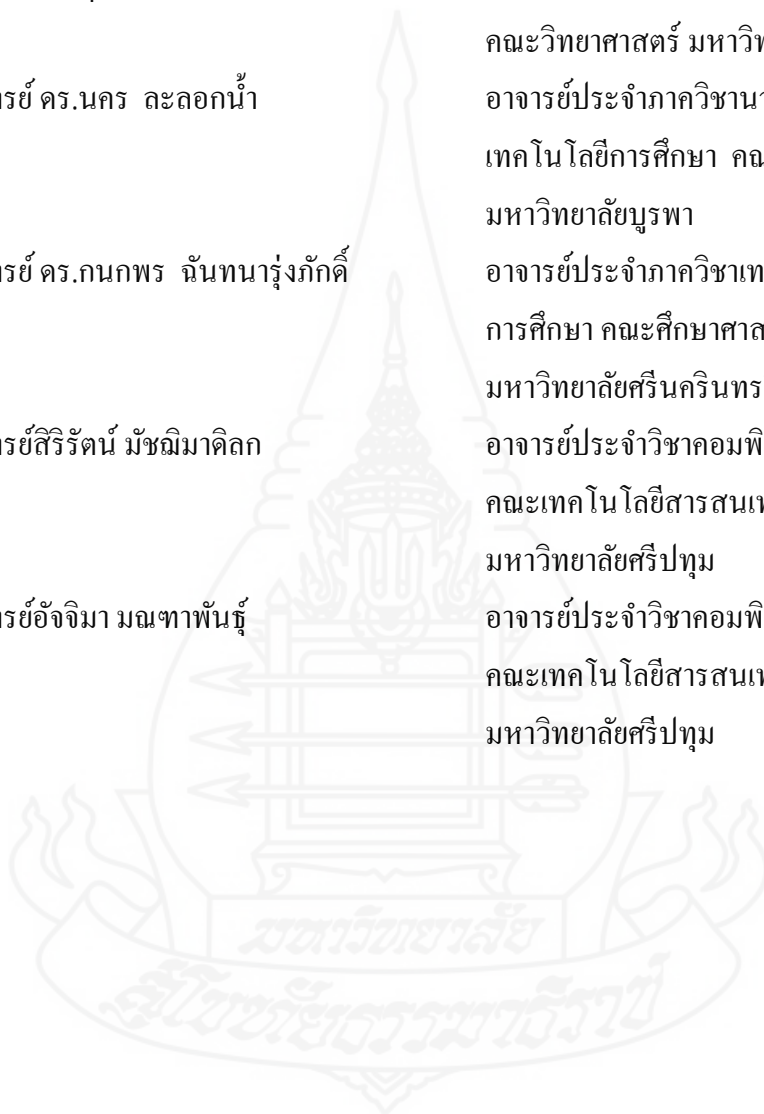 คณะวิทยาศาสตร์
รย์ ดร.นคร ละลอกน้ำ อาจารย์ประจำภาควิชา
เทคโนโลยีการศึกษา
มหาวิทยาลัยบูรพา
รย์ ดร.กนกพร ฉันทนารุ่งภักดิ์ อาจารย์ประจำภาควิชา
การศึกษา
มหาวิทยาลัยศรีนครินทร
รย์สิริรัตน์ มัชฌิมาดิลก อาจารย์ประจำวิชาคอมพิ
คณะเทคโนโลยีสารสนเท
มหาวิทยาลัยศรีปทุม
รย์อัจจิมา มณฑาพันธุ์ อาจารย์ประจำวิชาคอมพิ
คณะเทคโนโลยีสารสนเท
มหาวิทยาลัยศรีปทุม
มหาวิทยาลัย
สุโขทัยธรรมาธิราช